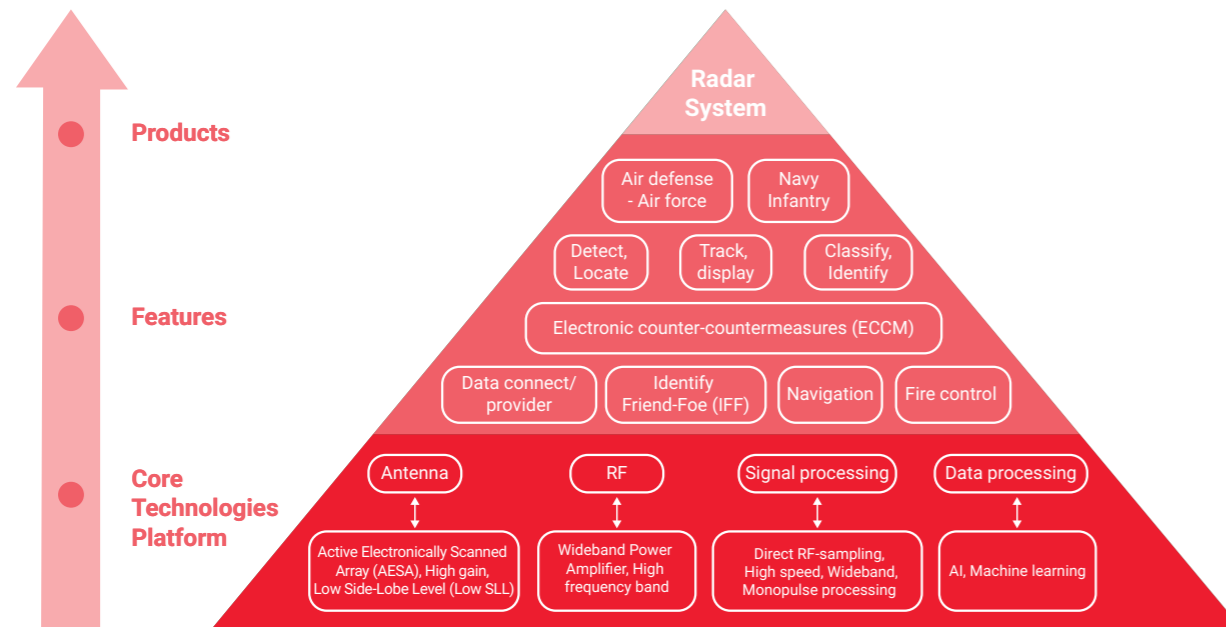 Radar
System
Products
Air defense
- Air force
Navy
Infantry
Detect,
Locate
Track,
display
Classify,
Identify
Features
Electronic counter-countermeasures (ECCM)
Data connect/
provider
Identify
Friend-Foe (IFF)
Navigation
Fire control
Core
Technologies
Platform
Antenna
RF
Signal processing
Data processing
Active Electronically Scanned
Array (AESA), High gain,
Low Side-Lobe Level (Low SLL)
Wideband Power
Amplifier, High
frequency band
Direct RF-sampling,
High speed, Wideband,
Monopulse processing
AI, Machine learning